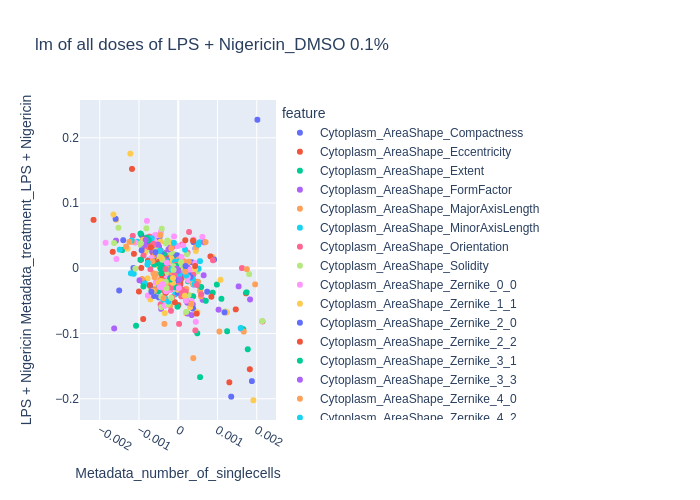 lm of all doses of LPS + Nigericin_DMSO 0.1%
LPS + Nigericin Metadata_treatment_LPS + Nigericin
0.2
0.1
0
−0.1
−0.2
−0.002
−0.001
0
0.001
0.002
Metadata_number_of_singlecells
feature
Cytoplasm_AreaShape_Compactness
Cytoplasm_AreaShape_Eccentricity
Cytoplasm_AreaShape_Extent
Cytoplasm_AreaShape_FormFactor
Cytoplasm_AreaShape_MajorAxisLength
Cytoplasm_AreaShape_MinorAxisLength
Cytoplasm_AreaShape_Orientation
Cytoplasm_AreaShape_Solidity
Cytoplasm_AreaShape_Zernike_0_0
Cytoplasm_AreaShape_Zernike_1_1
Cytoplasm_AreaShape_Zernike_2_0
Cytoplasm_AreaShape_Zernike_2_2
Cytoplasm_AreaShape_Zernike_3_1
Cytoplasm_AreaShape_Zernike_3_3
Cytoplasm_AreaShape_Zernike_4_0
Cytoplasm_AreaShape_Zernike_4_2